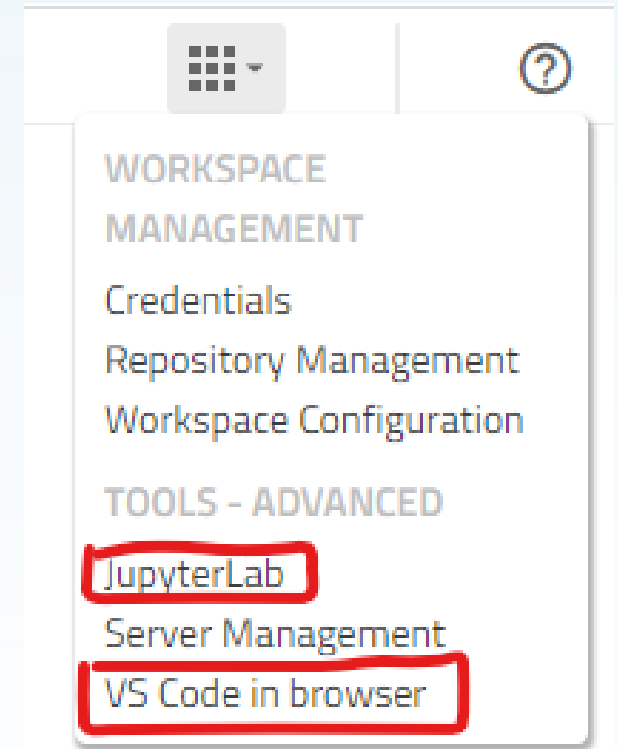 WORKSPACE
MANAGEMENT
Credentials
Repository Management
Workspace Configuration
TOOLS - ADVANCED
JupyterLab
Server Management
VS Code in browser